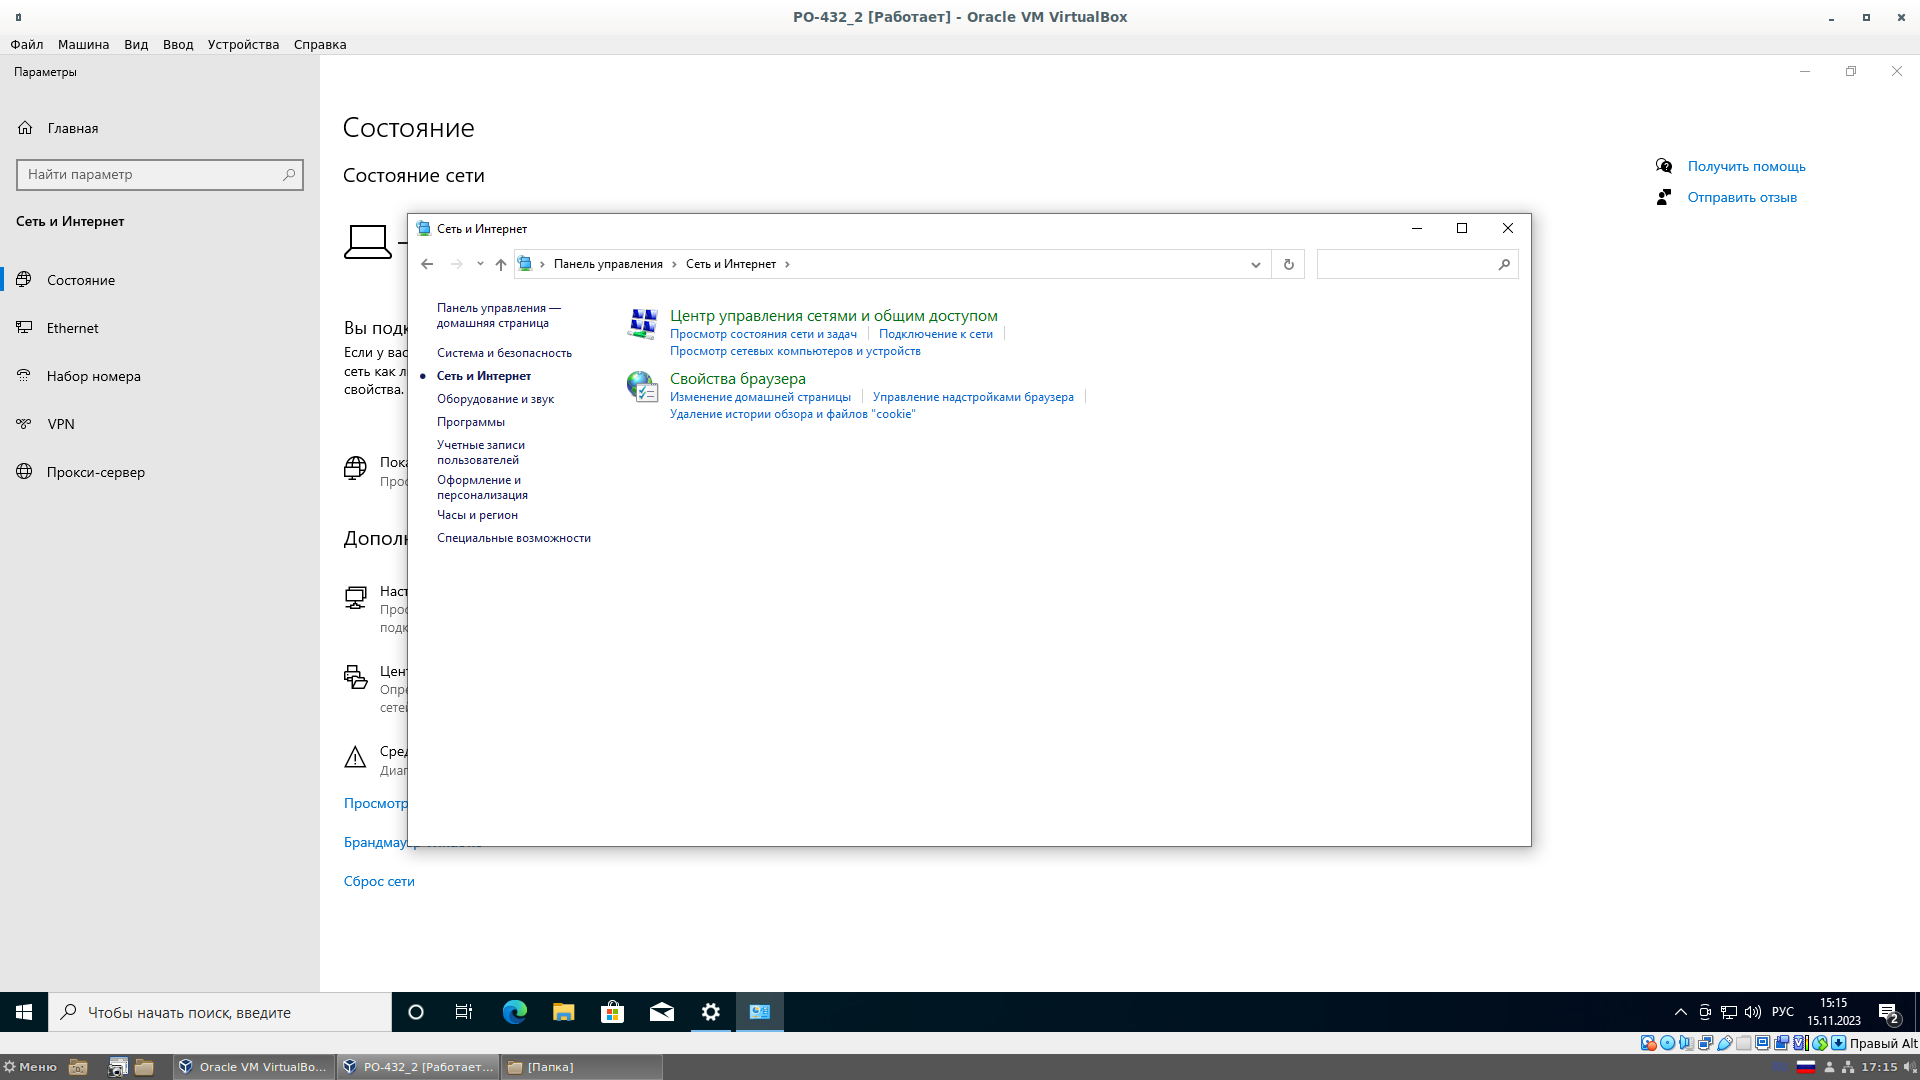 PO-432_2 [Работает] - Oracle VM VirtualBox
Файл Машина Вид Ввод Устройства Справка
Параметры
Главная
Найти параметр
Сеть и Интернет
Состояние
Ethernet
Набор номера
VPN
Прокси-сервер
Состояние
Состояние сети
Получить помощь
Отправить отзыв
Вы подк
Если у вас
сеть как л
свойства.
Пока
Прос
Дополн
Наст
Прос
подк
Цент
Опре
сетей
Сред
Диаг
Просмотр
Брандмауэр
Сброс сети
Сеть и Интернет
Панель управления Сеть и Интернет
Панель управления —
домашняя страница
Система и безопасность
Сеть и Интернет
Оборудование и звук
Программы
Учетные записи
пользователей
Оформление и
персонализация
Часы и регион
Специальные возможности
Центр управления сетями и общим доступом
Просмотр состояния сети и задач Подключение к сети
Просмотр сетевых компьютеров и устройств
Свойства браузера
Изменение домашней страницы Управление надстройками браузера
Удаление истории обзора и файлов "cookie"
Чтобы начать поиск, введите
РУС
15:15
15.11.2023
2
Правый Alt
Меню
Oracle VM VirtualBo...
PO-432_2 [Работает...
[Папка]
17:15